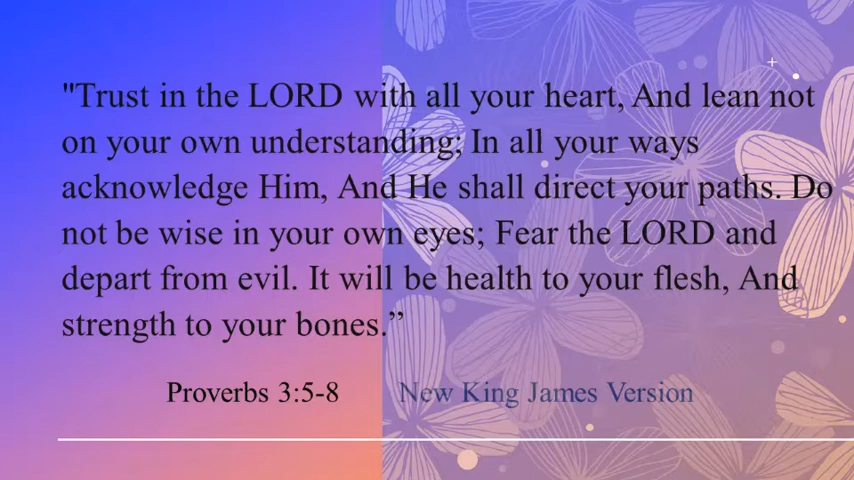 "Trust in the LORD with all your heart, And lean not
on your own understanding; In all your ways
acknowledge Him, And He shall direct your paths. Do
not be wise in your own eyes; Fear the LORD and
depart from evil. It will be health to your flesh, And
strength to your bones.”
Proverbs 3:5-8 New King James Version